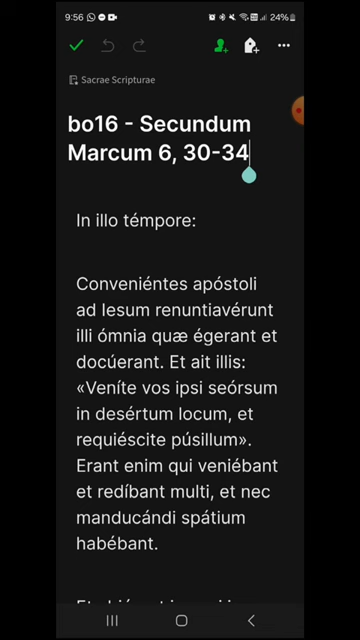 9:56 24%
Sacrae Scripturae
bo16 - Secundum
Marcum 6, 30-34
In illo témpore:
Conveniéntes apóstoli
ad Iesum renuntiavérunt
illi ómnia quæ égerant et
docúerant. Et ait illis:
«Veníte vos ipsi seórsum
in desértum locum, et
requiéscite púsillum».
Erant enim qui veniébant
et redíbant multi, et nec
manducándi spátium
habébant.